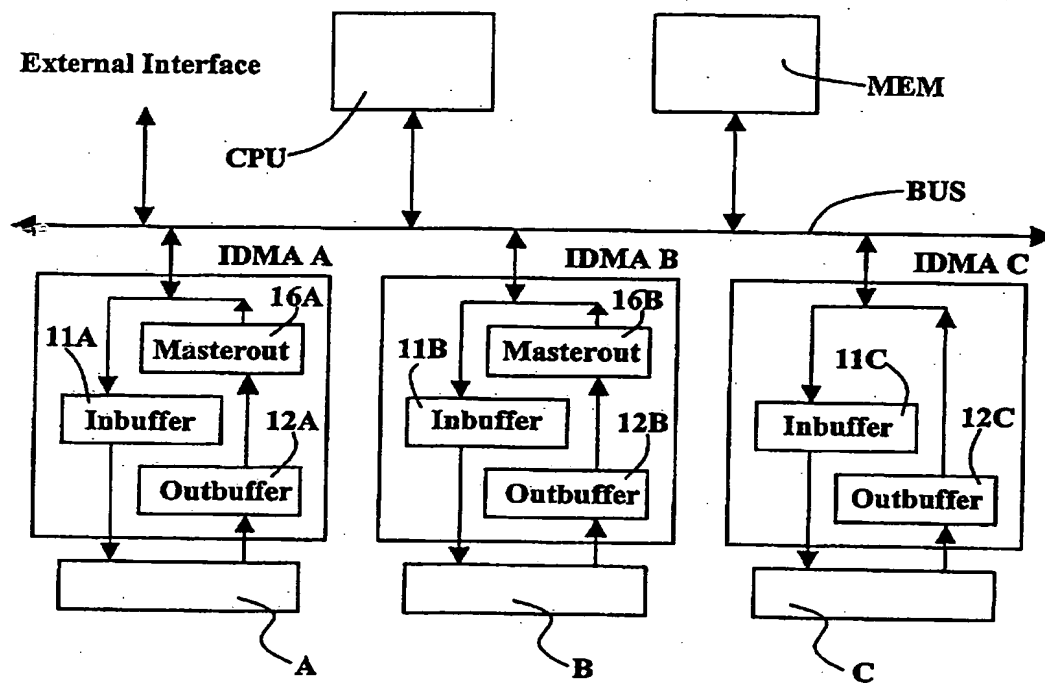 External Interface
CPU
MEM
BUS
IDMA A
IDMA B
IDMA C
16A
Masterout
11A
Inbuffer
12A
Outbuffer
A
16B
Masterout
11B
Inbuffer
12B
Outbuffer
B
11C
Inbuffer
12C
Outbuffer
C